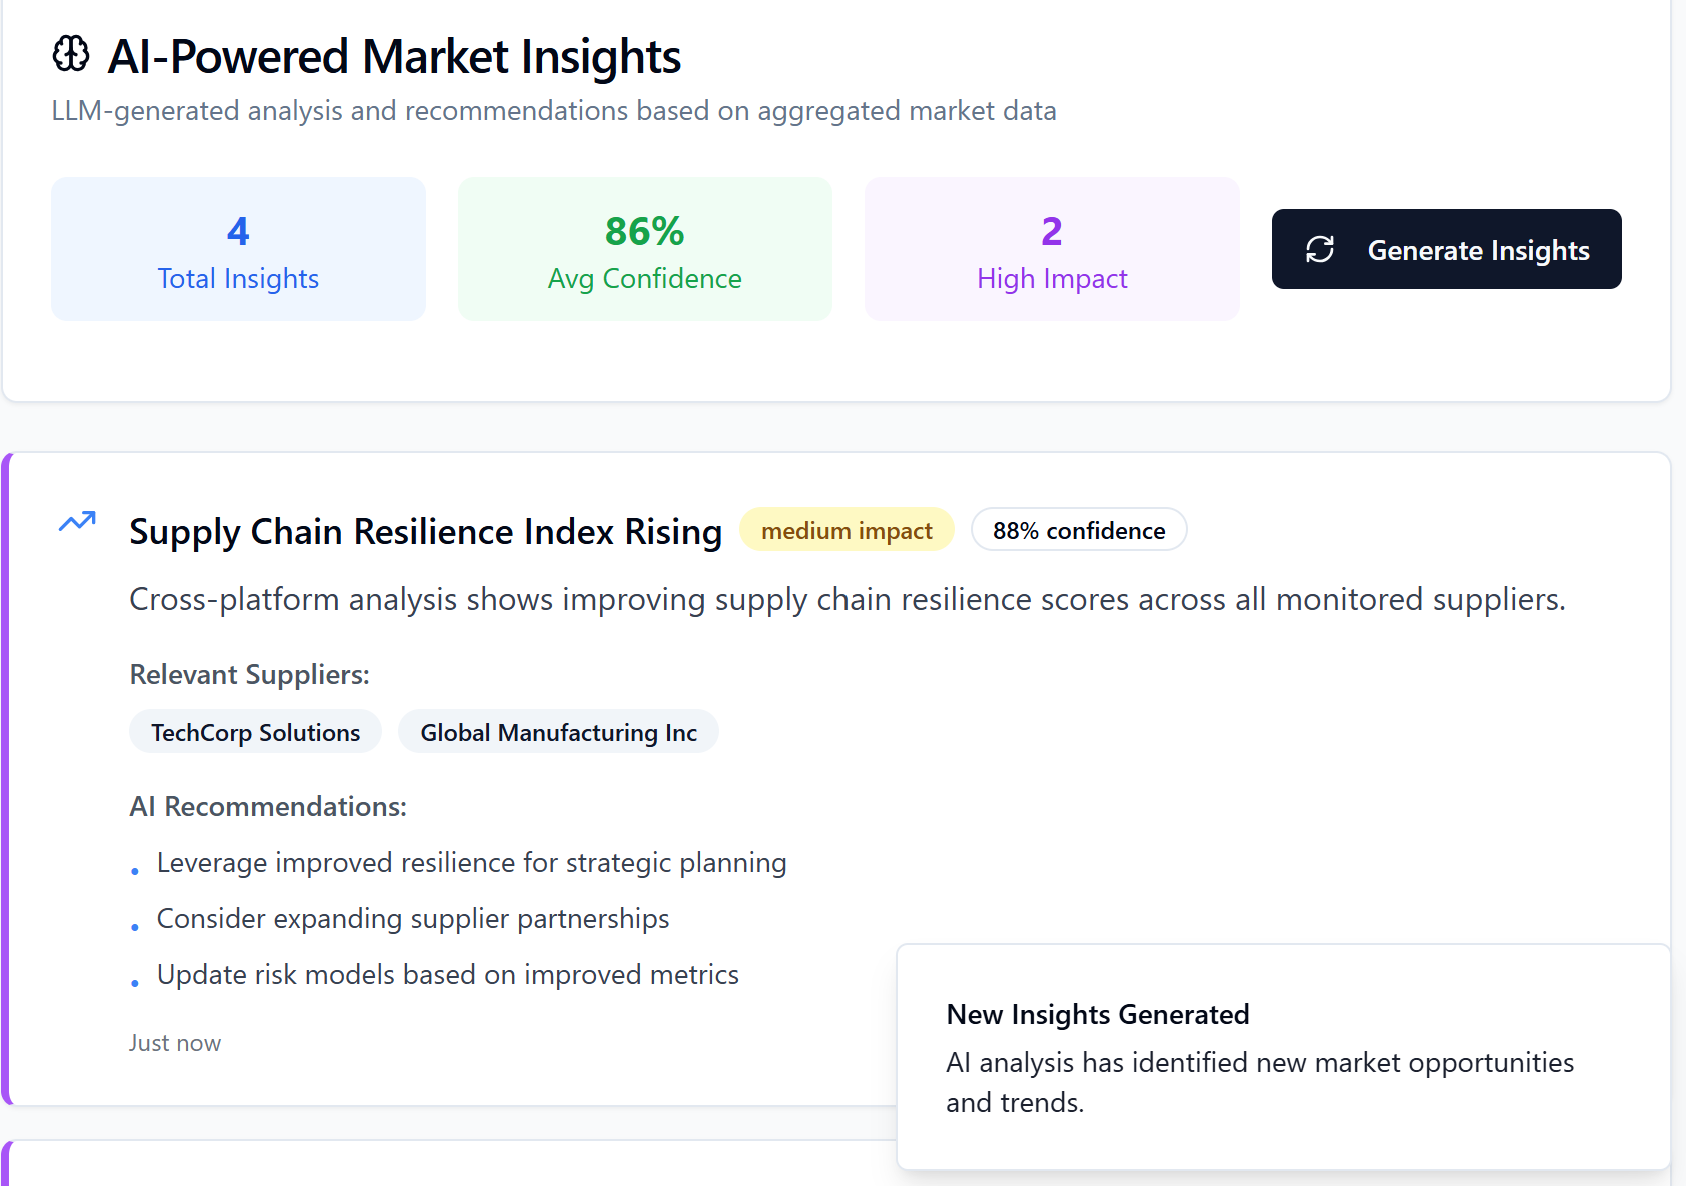 AI-Powered Market Insights
LLM-generated analysis and recommendations based on aggregated market data
4
Total Insights
86%
Avg Confidence
2
High Impact
Generate Insights
Supply Chain Resilience Index Rising
medium impact
88% confidence
Cross-platform analysis shows improving supply chain resilience scores across all monitored suppliers.
Relevant Suppliers:
TechCorp Solutions
Global Manufacturing Inc
AI Recommendations:
• Leverage improved resilience for strategic planning
• Consider expanding supplier partnerships
• Update risk models based on improved metrics
Just now
New Insights Generated
AI analysis has identified new market opportunities
and trends.